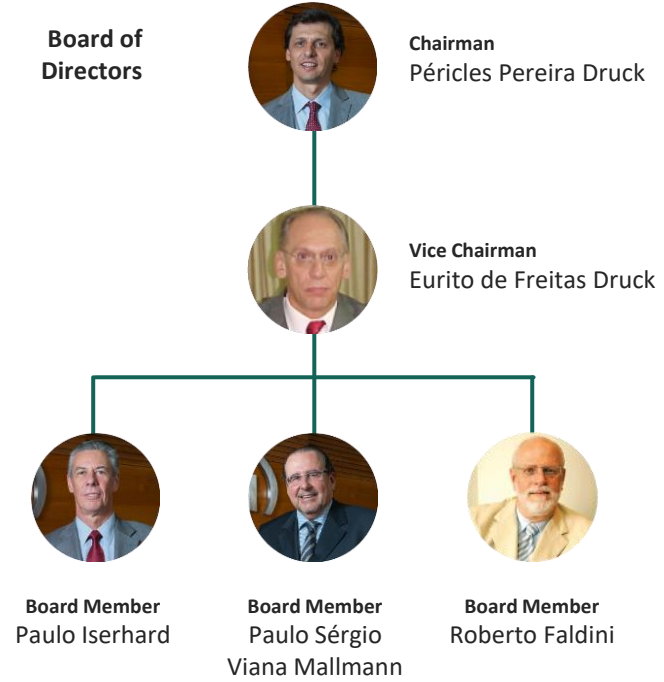 Board of
Directors
Chairman
Péricles Pereira Druck
Vice Chairman
Eurito de Freitas Druck
Board Member
Paulo Iserhard
Board Member
Paulo Sérgio
Viana Mallmann
Board Member
Roberto Faldini